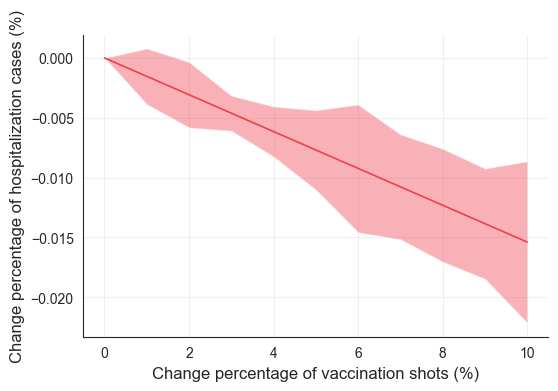 Change percentage of hospitalization cases (%)
0.000
−0.005
−0.010
−0.015
−0.020
0 2 4 6 8 10
Change percentage of vaccination shots (%)